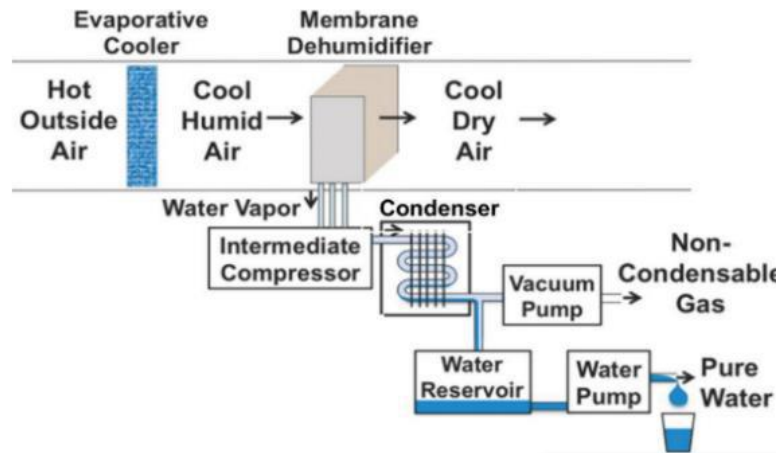 Evaporative
Cooler
Membrane
Dehumidifier
Hot
Outside
Air
Cool
Humid
Air
Cool
Dry
Air
Water Vapor
Condenser
Intermediate
Compressor
Vacuum
Pump
Non-
Condensable
Gas
Water
Reservoir
Water
Pump
Pure
Water